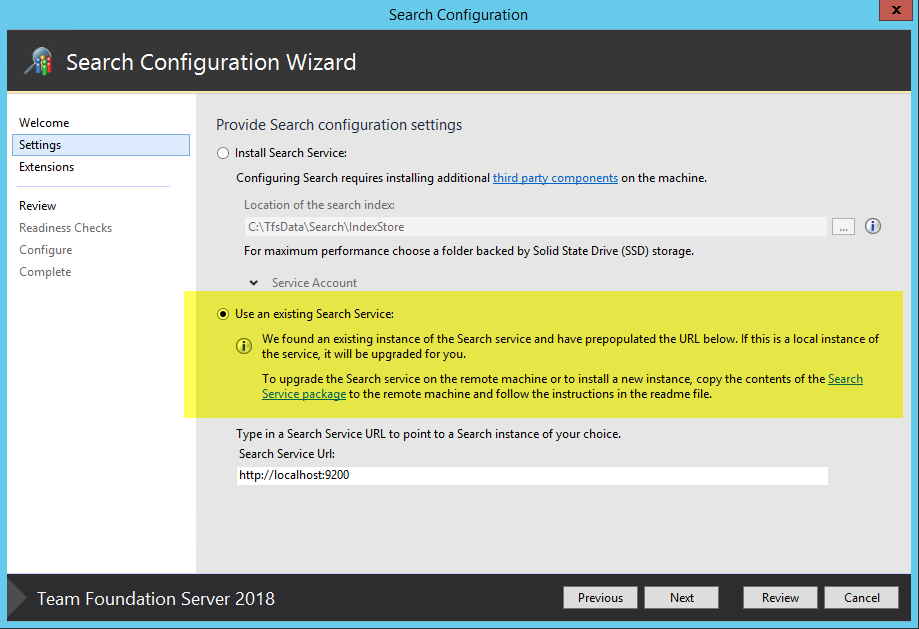 Search Configuration
x
Search Configuration Wizard
Welcome
Settings
Extensions
Review
Readiness Checks
Configure
Complete
Provide Search configuration settings
Install Search Service:
Configuring Search requires installing additional third party components on the machine.
Location of the search index:
C:\TfsData\Search\IndexStore
...
i
For maximum performance choose a folder backed by Solid State Drive (SSD) storage.
Service Account
Use an existing Search Service:
i
We found an existing instance of the Search service and have prepopulated the URL below. If this is a local instance of
the service, it will be upgraded for you.
To upgrade the Search service on the remote machine or to install a new instance, copy the contents of the Search
Service package to the remote machine and follow the instructions in the readme file.
Type in a Search Service URL to point to a Search instance of your choice.
Search Service Url:
http://localhost:9200
Team Foundation Server 2018
Previous
Next
Review
Cancel